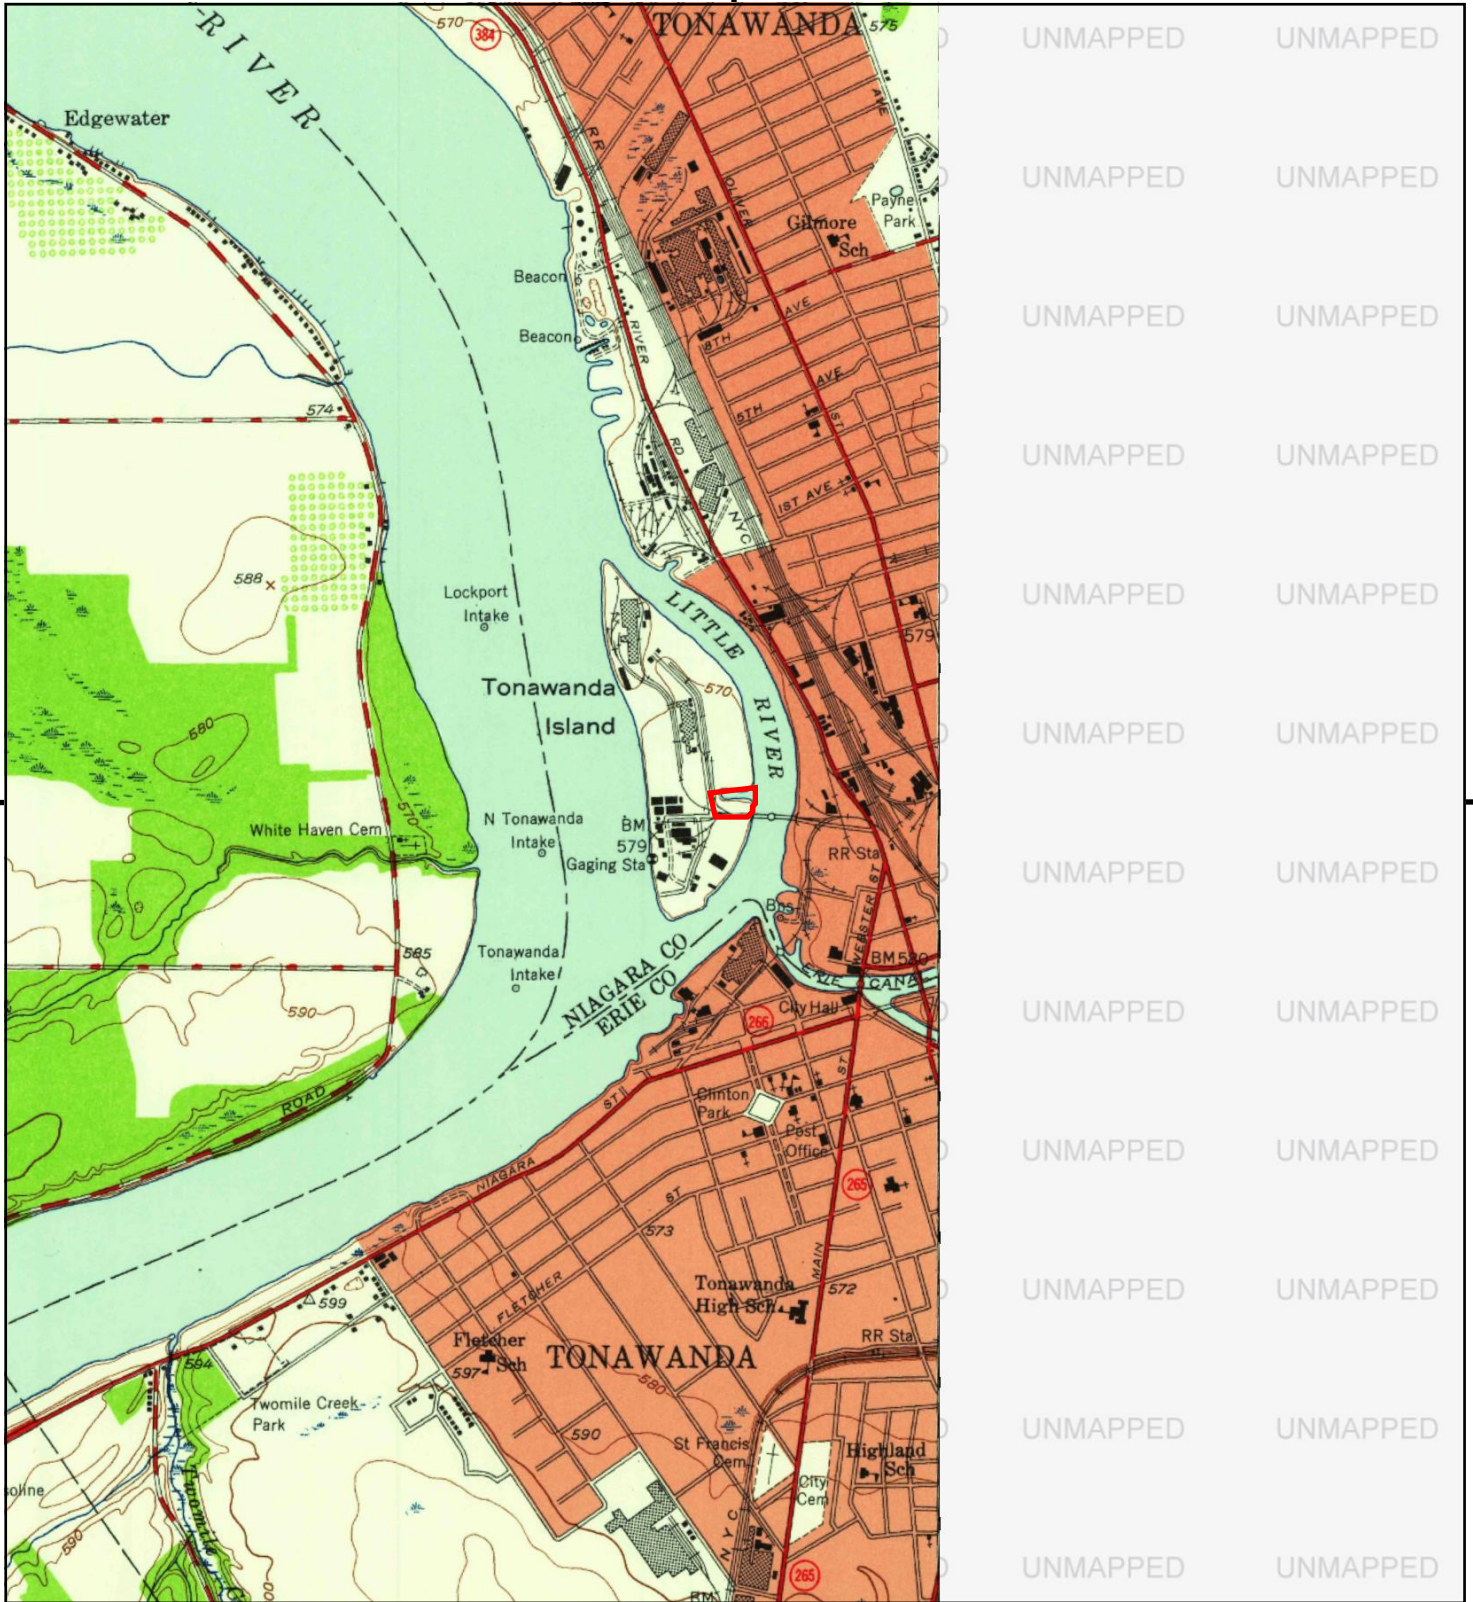 TONAWANDA
575
-RIVER
570
384
Edgewater
RR
AVE
OLIVER
Payne
Park
Gilmore
Sch
Beacon
Beacon
RIVER
AVE
8TH
AVE
574
5TH
ST
RD
1ST AVE
NYC
588
Lockport
Intake
LITTLE
579
Tonawanda
Island
570
RIVER
580
570
White Haven Cem
N Tonawanda
Intake
BM
579
Gaging Sta
RR Sta
WEBSTER ST
585
Tonawanda
Intake
BM 580
NIAGARA CO
ERIE CO
CANAL
City Hall
590
266
ST
ROAD
ST
Clinton
Park
Post
Office
NIAGARA
ST
265
573
MAIN
FLETCHER
Tonawanda
High Sch
572
599
Fletcher
Sch
597
TONAWANDA
RR Sta
594
580
Twomile Creek
Park
590
St Francis
Cem
Highland
Sch
City
Cem
soline
Twomile
590
NYC
265
BM
UNMAPPED UNMAPPED
UNMAPPED UNMAPPED
UNMAPPED UNMAPPED
UNMAPPED UNMAPPED
UNMAPPED UNMAPPED
UNMAPPED UNMAPPED
UNMAPPED UNMAPPED
UNMAPPED UNMAPPED
UNMAPPED UNMAPPED
UNMAPPED UNMAPPED
UNMAPPED UNMAPPED
UNMAPPED UNMAPPED